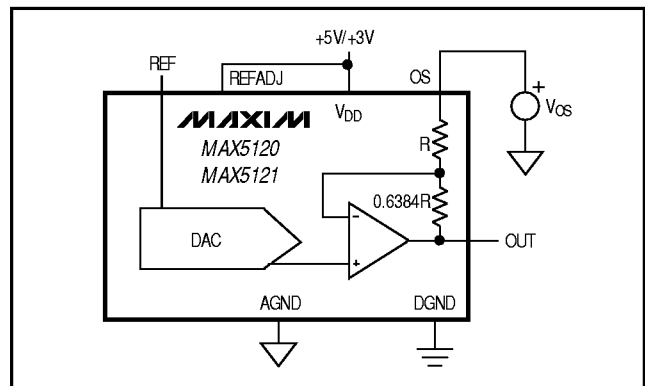 +5V/+3V
REF
REFADJ
OS
VDD
+
VOS
MAXIM
MAX5120
MAX5121
R
0.6384R
DAC
-
+
OUT
AGND
DGND